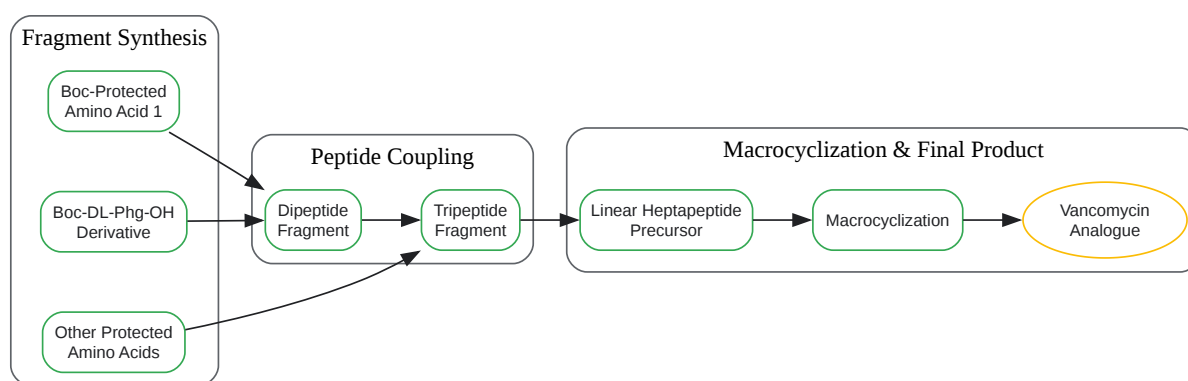 Fragment Synthesis
Boc-Protected
Amino Acid 1
Boc-DL-Phg-OH
Derivative
Other Protected
Amino Acids
Peptide Coupling
Dipeptide
Fragment
Tripeptide
Fragment
Macrocyclization & Final Product
Linear Heptapeptide
Precursor
Macrocyclization
Vancomycin
Analogue